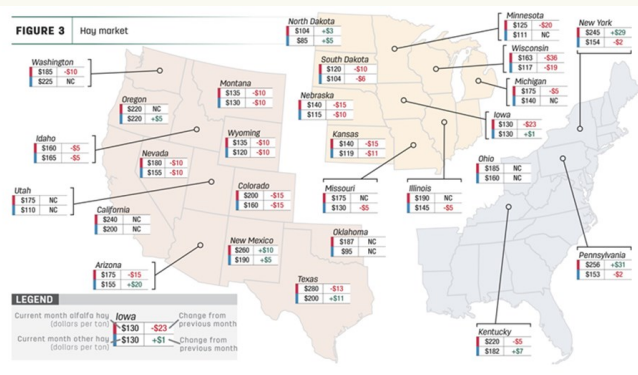 FIGURE 3 Hay market
Washington
$185 -$10
$225 NC
Oregon
$220 NC
$220 +$5
Idaho
$160 -$5
$165 -$5
Utah
$175 NC
$110 NC
Nevada
$180 -$10
$155 -$10
California
$240 NC
$200 NC
Arizona
$175 -$15
$155 +$20
Montana
$135 -$10
$130 -$10
Wyoming
$135 -$10
$120 -$10
Colorado
$200 -$15
$160 -$15
New Mexico
$260 +$10
$190 +$5
Texas
$280 -$13
$200 +$11
Oklahoma
$187 NC
$95 NC
North Dakota
$104 +$3
$85 +$5
South Dakota
$120 -$10
$104 -$6
Nebraska
$140 -$15
$115 -$10
Kansas
$140 -$15
$119 -$11
Missouri
$175 NC
$130 -$5
Illinois
$190 NC
$145 -$5
Minnesota
$125 -$20
$111 NC
Wisconsin
$163 -$36
$117 -$19
Michigan
$175 -$5
$140 NC
Iowa
$130 -$23
$130 +$1
Ohio
$185 NC
$160 NC
New York
$245 +$29
$154 -$2
Pennsylvania
$256 +$31
$153 -$2
Kentucky
$220 -$5
$182 +$7
LEGEND
Current month alfalfa hay
(dollars per ton)
Current month other hay
(dollars per ton)
Iowa
$130 -$23
$130 +$1
Change from
previous month
Change from
previous month